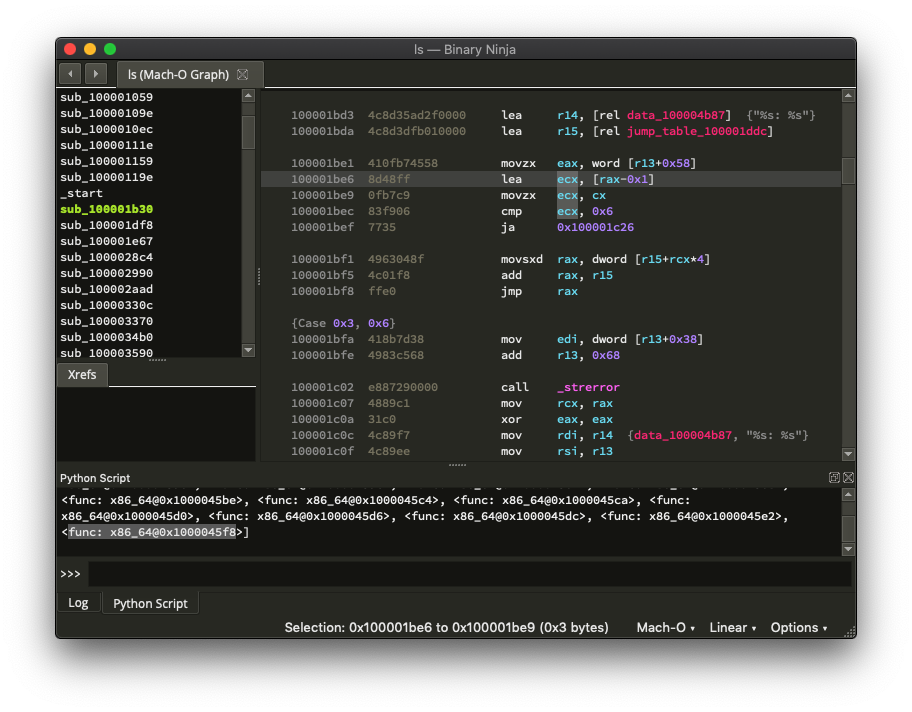 ls — Binary Ninja
ls (Mach-O Graph)
sub_100001059
sub_10000109e
sub_1000010ec
sub_10000111e
sub_100001159
sub_10000119e
_start
sub_100001b30
sub_100001df8
sub_100001e67
sub_1000028c4
sub_100002990
sub_100002aad
sub_10000330c
sub_100003370
sub_1000034b0
sub_100003590
Xrefs
100001bd3 4c8d35ad2f0000 lea r14, [rel data_100004b87] {"%s: %s"}
100001bda 4c8d3dfb010000 lea r15, [rel jump_table_100001ddc]
100001be1 410fb74558 movzx eax, word [r13+0x58]
100001be6 8d48ff lea ecx, [rax-0x1]
100001be9 0fb7c9 movzx ecx, cx
100001bec 83f906 cmp ecx, 0x6
100001bef 7735 ja 0x100001c26
100001bf1 4963048f movsxd rax, dword [r15+rcx*4]
100001bf5 4c01f8 add rax, r15
100001bf8 ffe0 jmp rax
{Case 0x3, 0x6}
100001bfa 418b7d38 mov edi, dword [r13+0x38]
100001bfe 4983c568 add r13, 0x68
100001c02 e887290000 call _strerror
100001c07 4889c1 mov rcx, rax
100001c0a 31c0 xor eax, eax
100001c0c 4c89f7 mov rdi, r14 {data_100004b87, "%s: %s"}
100001c0f 4c89ee mov rsi, r13
Python Script
<func: x86_64@0x1000045be>, <func: x86_64@0x1000045c4>, <func: x86_64@0x1000045ca>, <func:
x86_64@0x1000045d0>, <func: x86_64@0x1000045d6>, <func: x86_64@0x1000045dc>, <func: x86_64@0x1000045e2>,
<func: x86_64@0x1000045f8>]
>>>
Log Python Script
Selection: 0x100001be6 to 0x100001be9 (0x3 bytes) Mach-O Linear Options